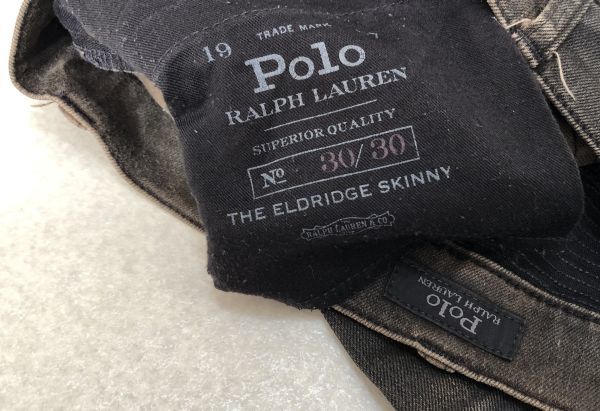 19 TRADE MARK
Polo
RALPH LAUREN
SUPERIOR QUALITY
Nº 30/30
THE ELDRIDGE SKINNY
RALPH LAUREN & CO
Polo
RALPH LAUREN